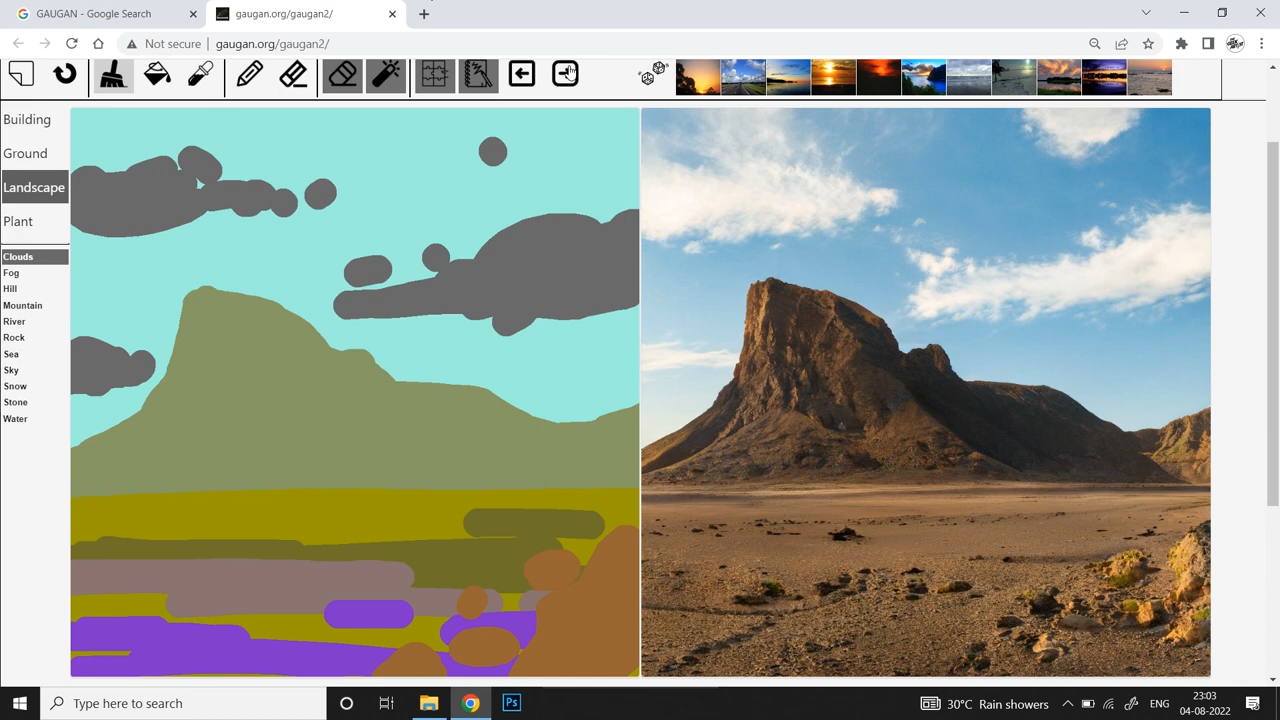 GAUGAN - Google Search
gaugan.org/gaugan2/
Not secure
gaugan.org/gaugan2/
Building
Ground
Landscape
Plant
Clouds
Fog
Hill
Mountain
River
Rock
Sea
Sky
Snow
Stone
Water
Type here to search
Ps
30°C Rain showers
ENG
23:03
04-08-2022